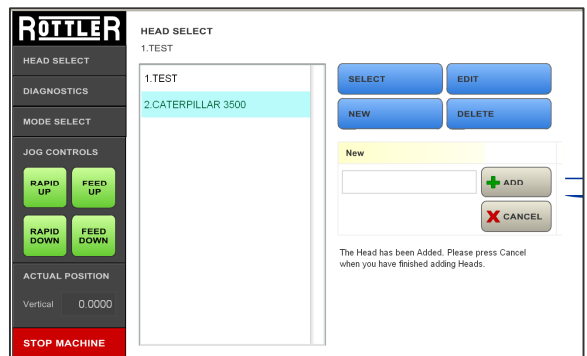 ROTTLER
HEAD SELECT
DIAGNOSTICS
MODE SELECT
JOG CONTROLS
RAPID UP
FEED UP
RAPID DOWN
FEED DOWN
ACTUAL POSITION
Vertical 0.0000
STOP MACHINE
HEAD SELECT
1.TEST
1.TEST
2.CATERPILLAR 3500
SELECT
EDIT
NEW
DELETE
New
ADD
CANCEL
The Head has been Added. Please press Cancel
when you have finished adding Heads.